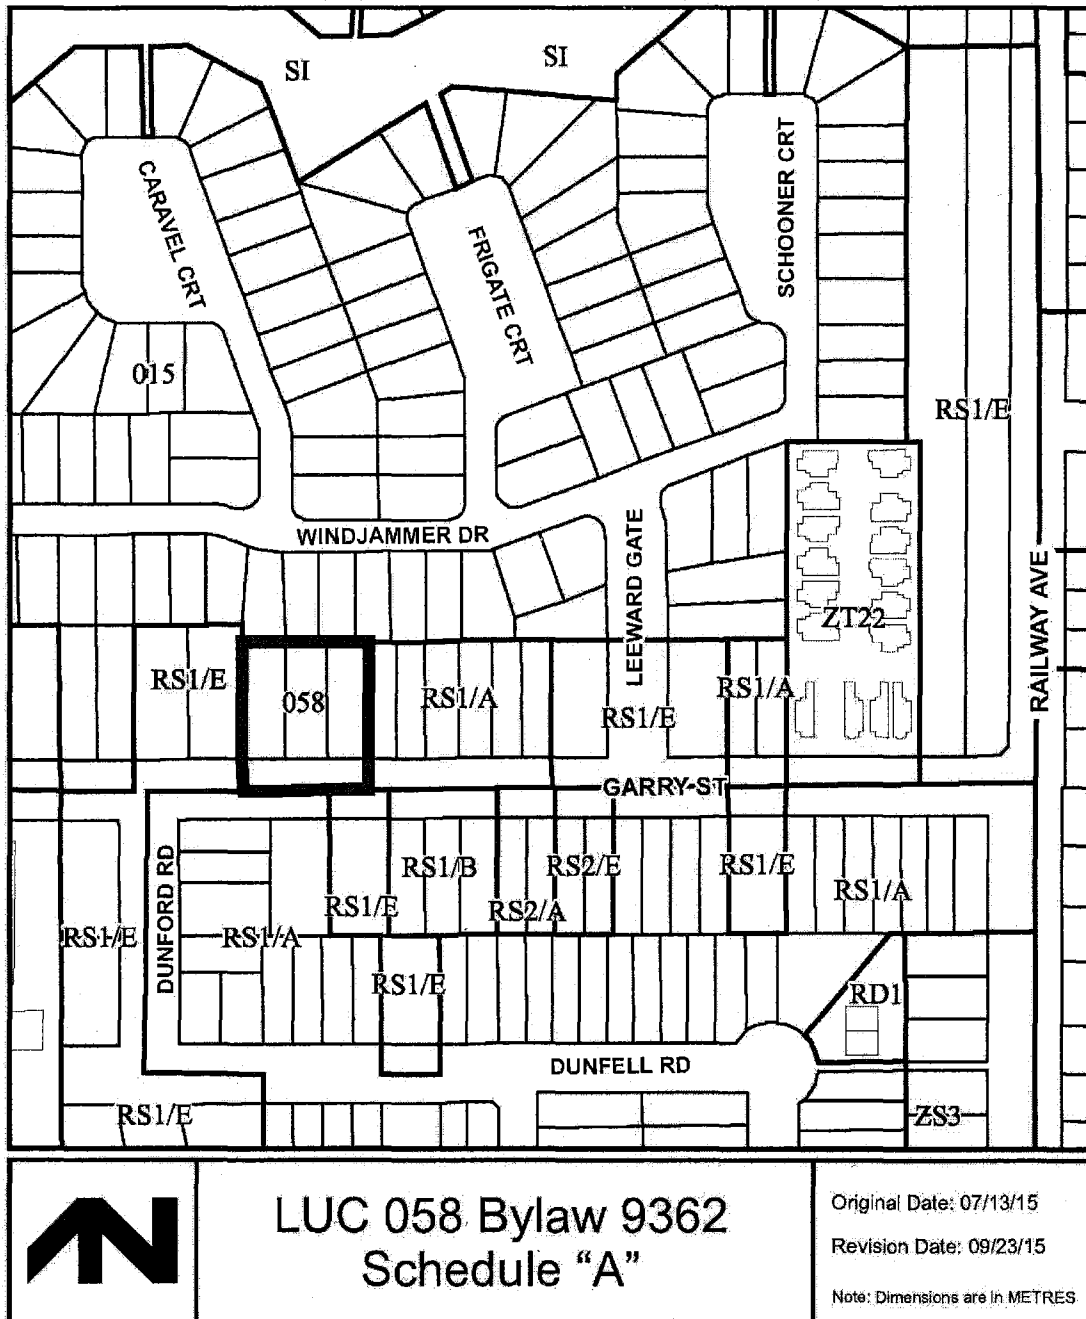 SI
SI
CARAVEL CRT
FRIGATE CRT
SCHOONER CRT
015
RS1/E
WINDJAMMER DR
LEEWARD GATE
RAILWAY AVE
ZT22
RS1/E
058
RS1/A
RS1/E
RS1/A
GARRY ST
DUNFORD RD
RS1/E
RS1/B
RS2/E
RS1/E
RS1/A
RS1/E
RS2/A
RS1/E
RS1/A
RS1/E
RD1
DUNFELL RD
RS1/E
ZS3
LUC 058 Bylaw 9362
Schedule “A”
Original Date: 07/13/15
Revision Date: 09/23/15
Note: Dimensions are in METRES